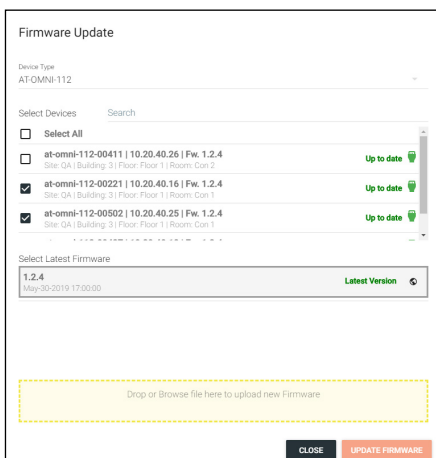 Firmware Update
Device Type
AT-OMNI-112
Select Devices Search
Select All
at-omni-112-00411 | 10.20.40.26 | Fw. 1.2.4
Site: QA | Building: 3 | Floor: Floor 1 | Room: Con 2
Up to date
at-omni-112-00221 | 10.20.40.16 | Fw. 1.2.4
Site: QA | Building: 3 | Floor: Floor 1 | Room: Con 1
Up to date
at-omni-112-00502 | 10.20.40.25 | Fw. 1.2.4
Site: QA | Building: 3 | Floor: Floor 1 | Room: Con 1
Up to date
Select Latest Firmware
1.2.4
May-30-2019 17:00:00
Latest Version
Drop or Browse file here to upload new Firmware
CLOSE UPDATE FIRMWARE